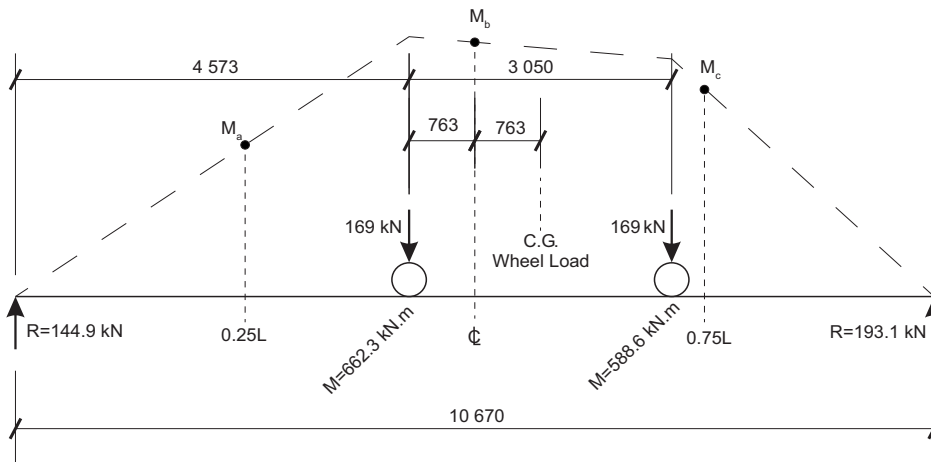 M_b
4 573
3 050
M_c
763
763
M_a
169 kN
169 kN
C.G.
Wheel Load
R=144.9 kN
0.25L
M=662.3 kN.m
℄
M=588.6 kN.m
0.75L
R=193.1 kN
10 670